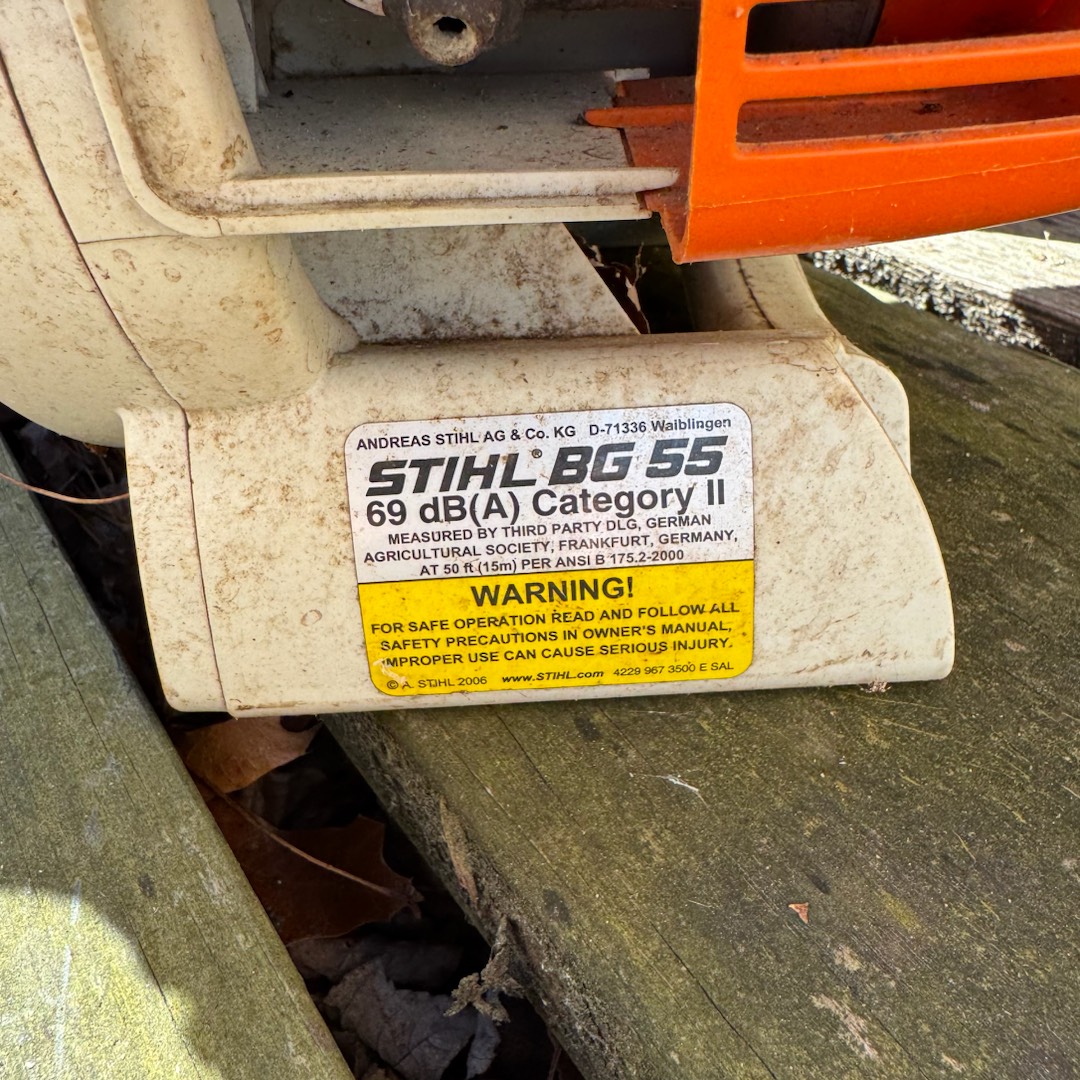 ANDREAS STIHL AG & Co. KG D-71336 Waiblingen
STIHL® BG 55
69 dB(A) Category II
MEASURED BY THIRD PARTY DLG, GERMAN
AGRICULTURAL SOCIETY, FRANKFURT, GERMANY,
AT 50 ft (15m) PER ANSI B 175.2-2000
WARNING!
FOR SAFE OPERATION READ AND FOLLOW ALL
SAFETY PRECAUTIONS IN OWNER'S MANUAL,
IMPROPER USE CAN CAUSE SERIOUS INJURY.
© A. STIHL 2006 www.STIHL.com 4229 967 3500 E SAL